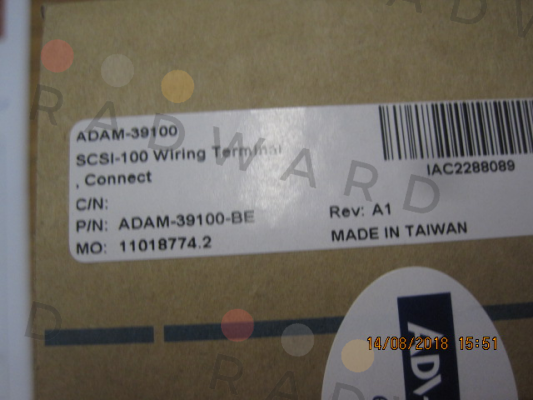 RADWARD
ADAM-39100
SCSI-100 Wiring Terminal
, Connect
C/N:
P/N: ADAM-39100-BE
MO: 11018774.2
IAC2288089
Rev: A1
MADE IN TAIWAN
14/08/2018 15:51